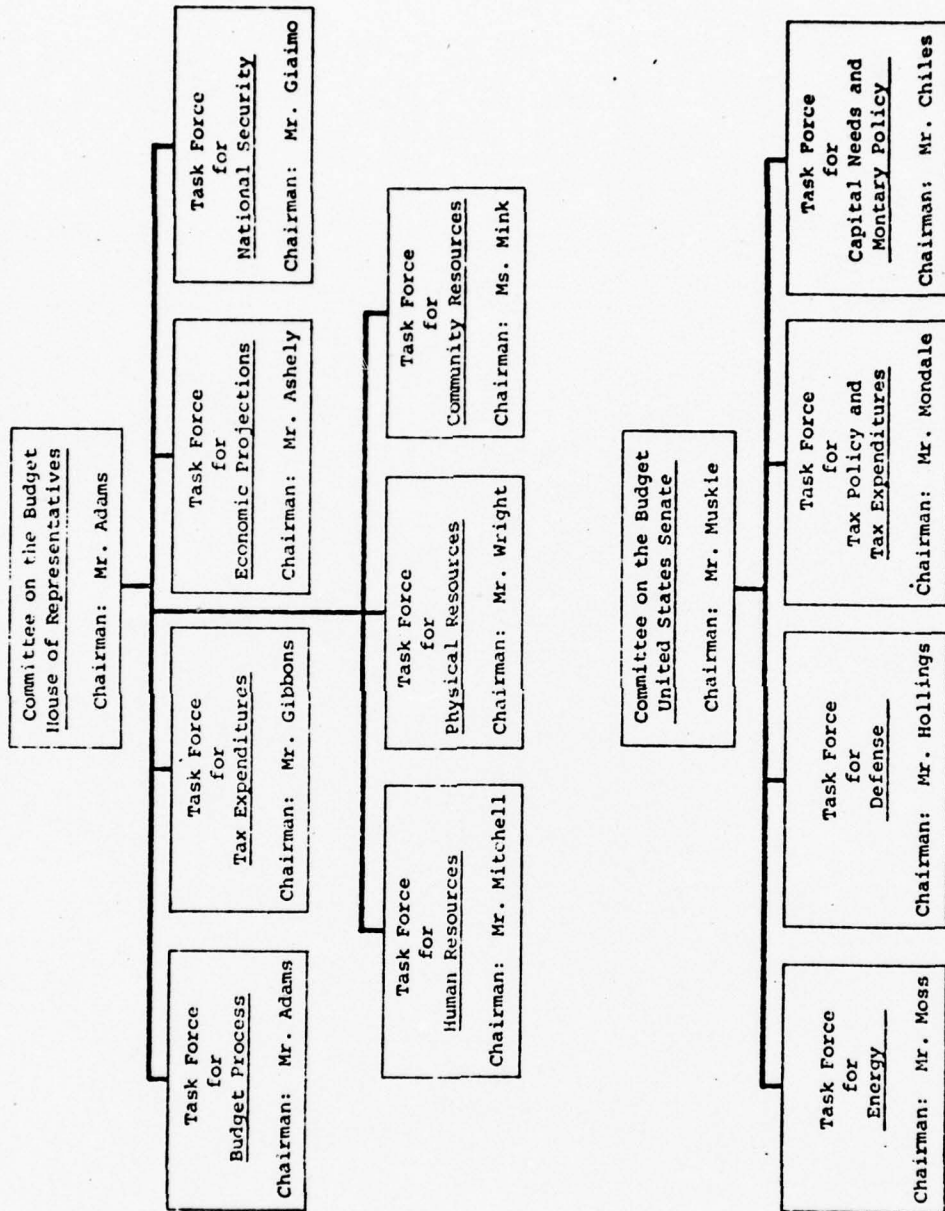 Committee on the Budget
House of Representatives
Chairman: Mr. Adams
Task Force
for
Budget Process
Chairman: Mr. Adams
Task Force
for
Tax Expenditures
Chairman: Mr. Gibbons
Task Force
for
Economic Projections
Chairman: Mr. Ashely
Task Force
for
National Security
Chairman: Mr. Giaimo
Task Force
for
Human Resources
Chairman: Mr. Mitchell
Task Force
for
Physical Resources
Chairman: Mr. Wright
Task Force
for
Community Resources
Chairman: Ms. Mink
Committee on the Budget
United States Senate
Chairman: Mr. Muskie
Task Force
for
Energy
Chairman: Mr. Moss
Task Force
for
Defense
Chairman: Mr. Hollings
Task Force
for
Tax Policy and
Tax Expenditures
Chairman: Mr. Mondale
Task Force
for
Capital Needs and
Montary Policy
Chairman: Mr. Chiles